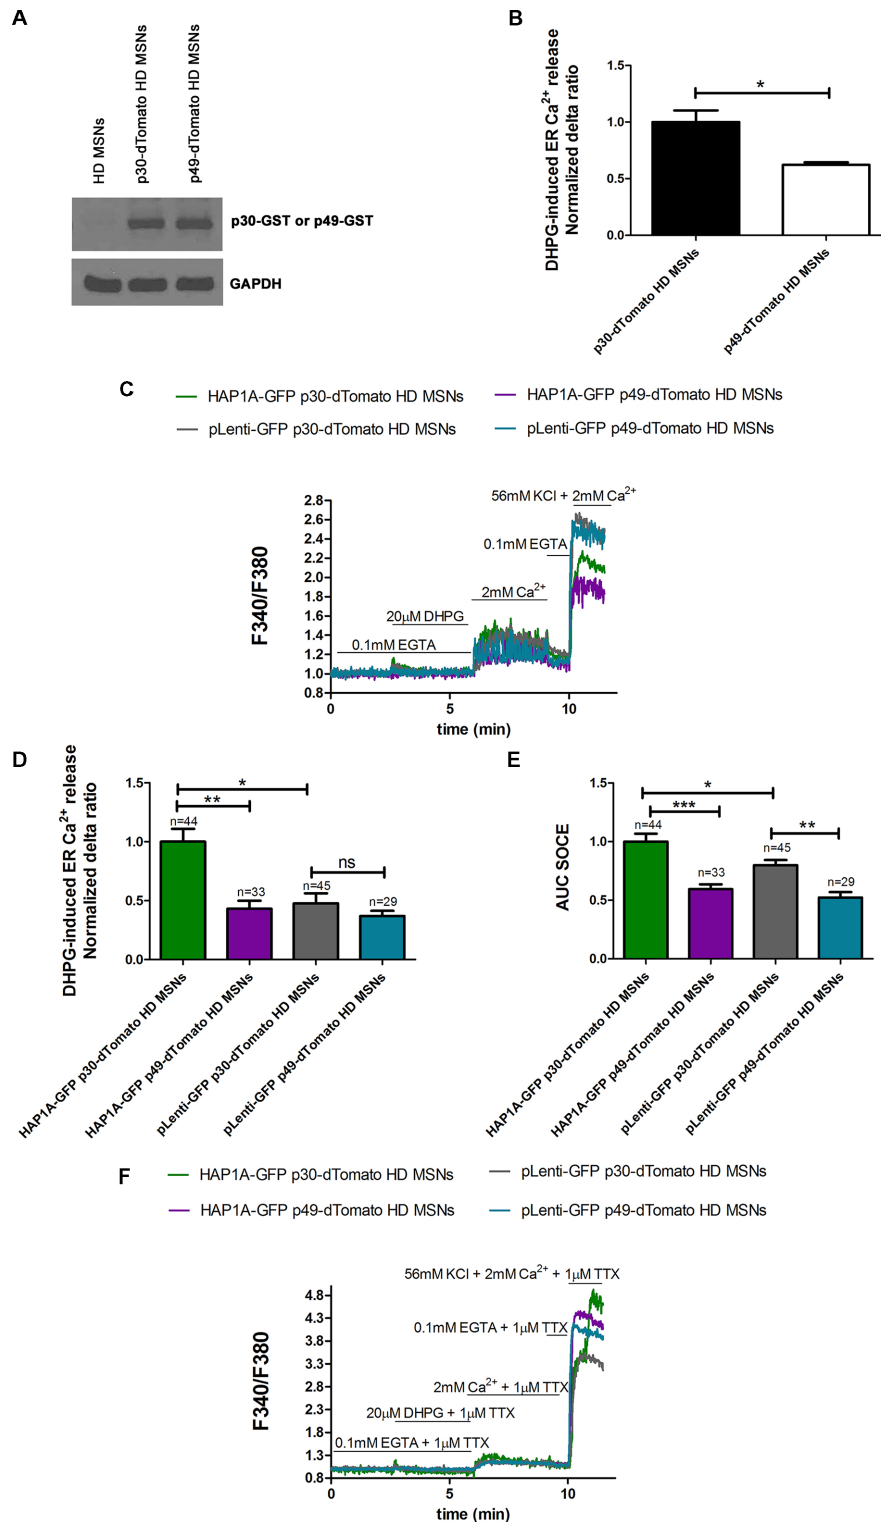 A
HD MSNs
p30-dTomato HD MSNs
p49-dTomato HD MSNs
p30-GST or p49-GST
GAPDH
B
DHPG-induced ER Ca2+ release
Normalized delta ratio
1.5
1.0
0.5
0.0
*
p30-dTomato HD MSNs
p49-dTomato HD MSNs
C
HAP1A-GFP p30-dTomato HD MSNs
HAP1A-GFP p49-dTomato HD MSNs
pLenti-GFP p30-dTomato HD MSNs
pLenti-GFP p49-dTomato HD MSNs
F340/F380
2.8
2.6
2.4
2.2
2.0
1.8
1.6
1.4
1.2
1.0
0.8
56mM KCl + 2mM Ca2+
0.1mM EGTA
2mM Ca2+
20µM DHPG
0.1mM EGTA
0
5
10
time (min)
D
DHPG-induced ER Ca2+ release
Normalized delta ratio
1.5
1.0
0.5
0.0
*
**
ns
n=44
n=33
n=45
n=29
HAP1A-GFP p30-dTomato HD MSNs
HAP1A-GFP p49-dTomato HD MSNs
pLenti-GFP p30-dTomato HD MSNs
pLenti-GFP p49-dTomato HD MSNs
E
AUC SOCE
1.5
1.0
0.5
0.0
*
***
**
n=44
n=33
n=45
n=29
HAP1A-GFP p30-dTomato HD MSNs
HAP1A-GFP p49-dTomato HD MSNs
pLenti-GFP p30-dTomato HD MSNs
pLenti-GFP p49-dTomato HD MSNs
F
HAP1A-GFP p30-dTomato HD MSNs
pLenti-GFP p30-dTomato HD MSNs
HAP1A-GFP p49-dTomato HD MSNs
pLenti-GFP p49-dTomato HD MSNs
F340/F380
4.8
4.3
3.8
3.3
2.8
2.3
1.8
1.3
0.8
56mM KCl + 2mM Ca2+ + 1µM TTX
0.1mM EGTA + 1µM TTX
2mM Ca2+ + 1µM TTX
20µM DHPG + 1µM TTX
0.1mM EGTA + 1µM TTX
0
5
10
time (min)